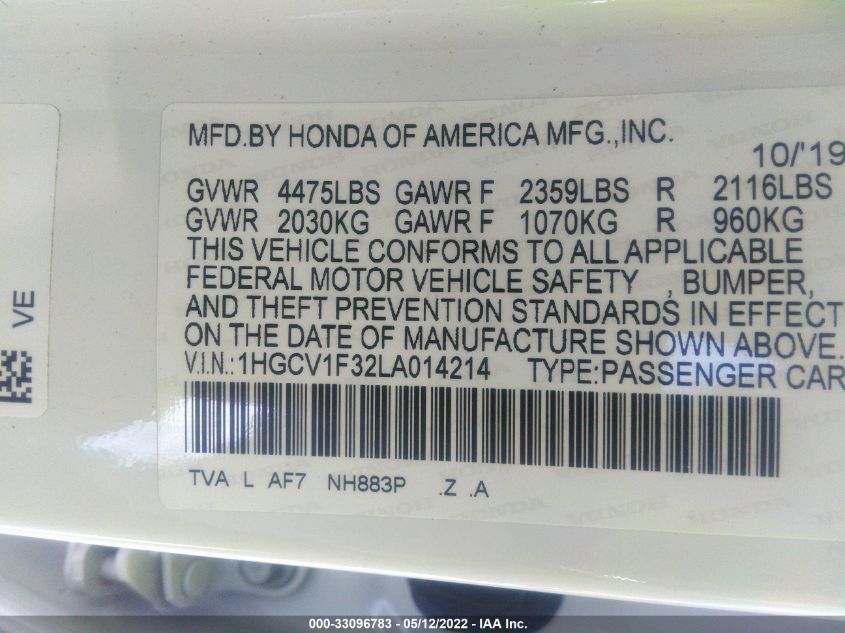 MFD.BY HONDA OF AMERICA MFG.,INC.
10/'19
GVWR 4475LBS GAWR F 2359LBS R 2116LBS
GVWR 2030KG GAWR F 1070KG R 960KG
THIS VEHICLE CONFORMS TO ALL APPLICABLE
FEDERAL MOTOR VEHICLE SAFETY , BUMPER,
AND THEFT PREVENTION STANDARDS IN EFFECT
ON THE DATE OF MANUFACTURE SHOWN ABOVE.
V.I.N.:1HGCV1F32LA014214 TYPE:PASSENGER CAR
TVA L AF7 NH883P .Z .A
VE
000-33096783 - 05/12/2022 - IAA Inc.